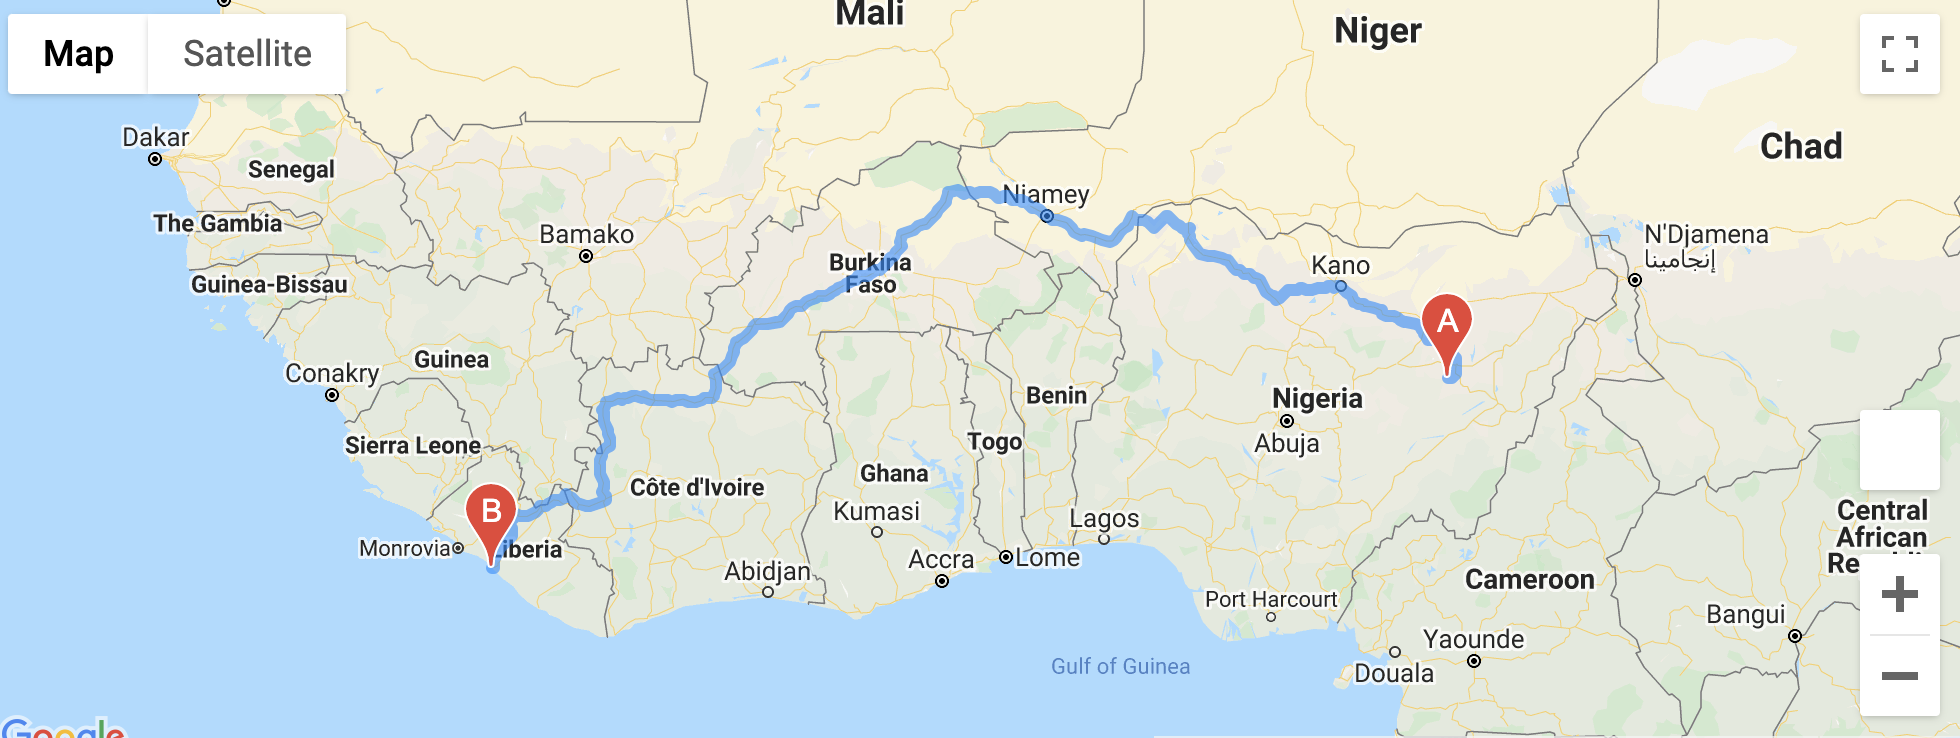 Mali
Niger
Map
Satellite
Chad
Dakar
Senegal
Niamey
The Gambia
Bamako
N'Djamena
إنجامينا
Burkina
Faso
Kano
Guinea-Bissau
A
Guinea
Conakry
Benin
Nigeria
Abuja
Sierra Leone
Togo
Ghana
Côte d'Ivoire
B
Kumasi
Lagos
Central
African
Monrovia
Liberia
Accra
Lome
Abidjan
Cameroon
Port Harcourt
Bangui
Yaounde
Gulf of Guinea
Douala
Google